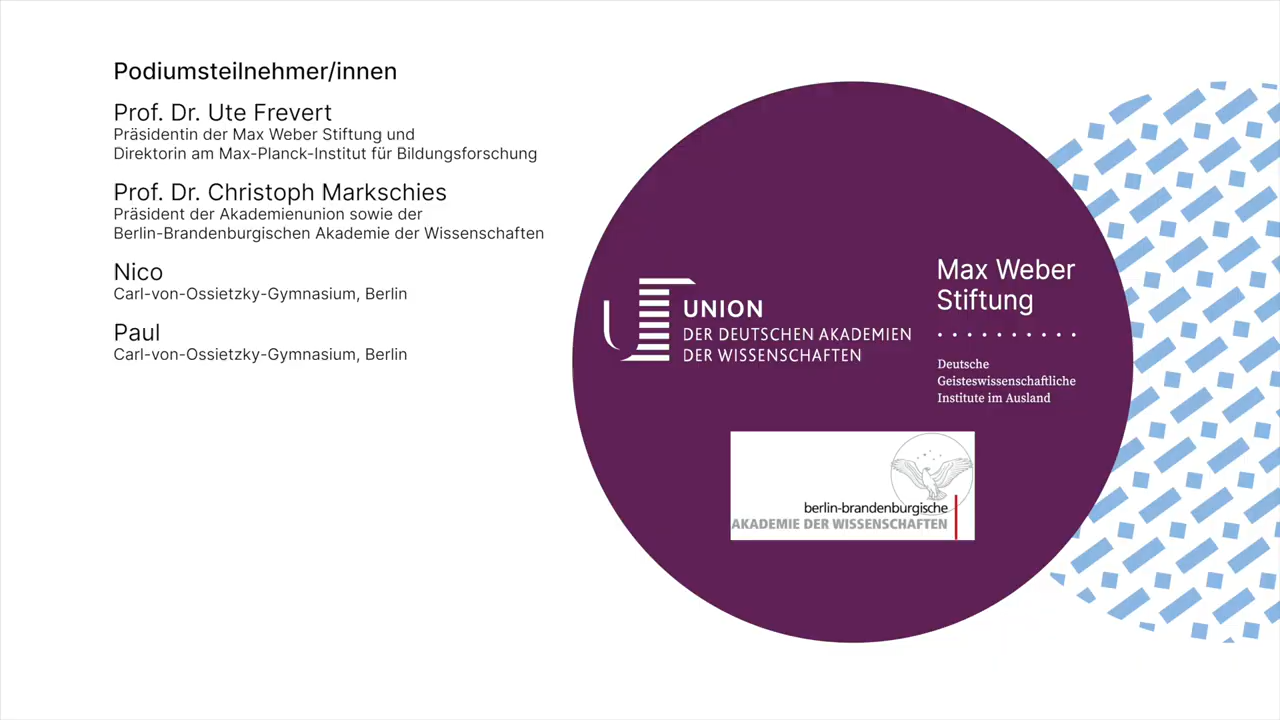 Podiumsteilnehmer/innen
Prof. Dr. Ute Frevert
Präsidentin der Max Weber Stiftung und
Direktorin am Max-Planck-Institut für Bildungsforschung
Prof. Dr. Christoph Markschies
Präsident der Akademienunion sowie der
Berlin-Brandenburgischen Akademie der Wissenschaften
Nico
Carl-von-Ossietzky-Gymnasium, Berlin
Paul
Carl-von-Ossietzky-Gymnasium, Berlin
UNION
DER DEUTSCHEN AKADEMIEN
DER WISSENSCHAFTEN
Max Weber
Stiftung
Deutsche
Geisteswissenschaftliche
Institute im Ausland
berlin-brandenburgische
AKADEMIE DER WISSENSCHAFTEN